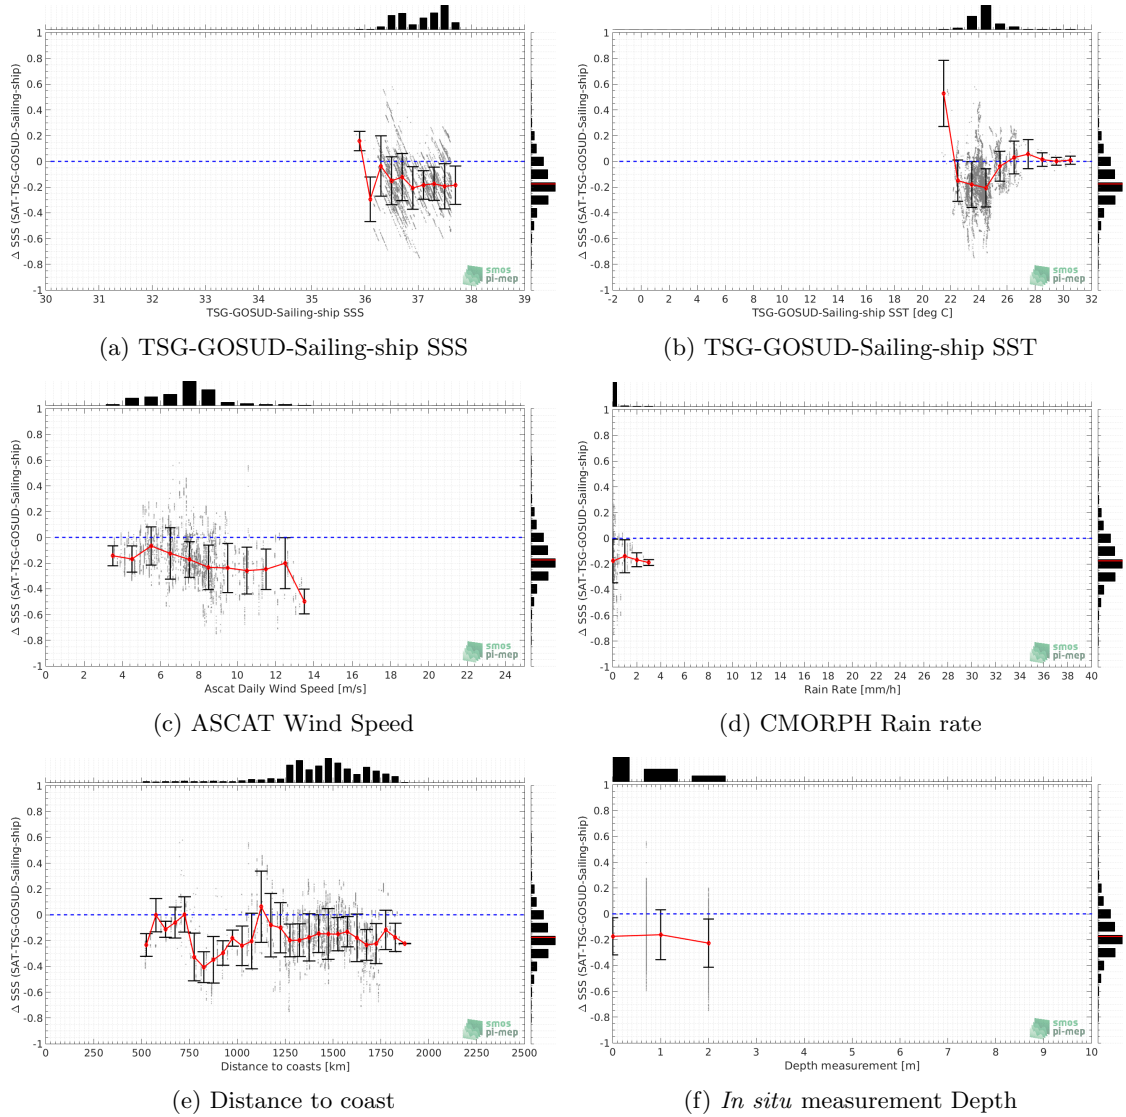 Δ SSS (SAT-TSG-GOSUD-Sailing-ship)
1
0.8
0.6
0.4
0.2
0
-0.2
-0.4
-0.6
-0.8
-1
30 31 32 33 34 35 36 37 38 39
TSG-GOSUD-Sailing-ship SSS
smos
pi-mep
(a) TSG-GOSUD-Sailing-ship SSS
Δ SSS (SAT-TSG-GOSUD-Sailing-ship)
1
0.8
0.6
0.4
0.2
0
-0.2
-0.4
-0.6
-0.8
-1
-2 0 2 4 6 8 10 12 14 16 18 20 22 24 26 28 30 32
TSG-GOSUD-Sailing-ship SST [deg C]
smos
pi-mep
(b) TSG-GOSUD-Sailing-ship SST
Δ SSS (SAT-TSG-GOSUD-Sailing-ship)
1
0.8
0.6
0.4
0.2
0
-0.2
-0.4
-0.6
-0.8
-1
0 2 4 6 8 10 12 14 16 18 20 22 24
Ascat Daily Wind Speed [m/s]
smos
pi-mep
(c) ASCAT Wind Speed
Δ SSS (SAT-TSG-GOSUD-Sailing-ship)
1
0.8
0.6
0.4
0.2
0
-0.2
-0.4
-0.6
-0.8
-1
0 2 4 6 8 10 12 14 16 18 20 22 24 26 28 30 32 34 36 38 40
Rain Rate [mm/h]
smos
pi-mep
(d) CMORPH Rain rate
Δ SSS (SAT-TSG-GOSUD-Sailing-ship)
1
0.8
0.6
0.4
0.2
0
-0.2
-0.4
-0.6
-0.8
-1
0 250 500 750 1000 1250 1500 1750 2000 2250 2500
Distance to coasts [km]
smos
pi-mep
(e) Distance to coast
Δ SSS (SAT-TSG-GOSUD-Sailing-ship)
1
0.8
0.6
0.4
0.2
0
-0.2
-0.4
-0.6
-0.8
-1
0 1 2 3 4 5 6 7 8 9 10
Depth measurement [m]
smos
pi-mep
(f) In situ measurement Depth